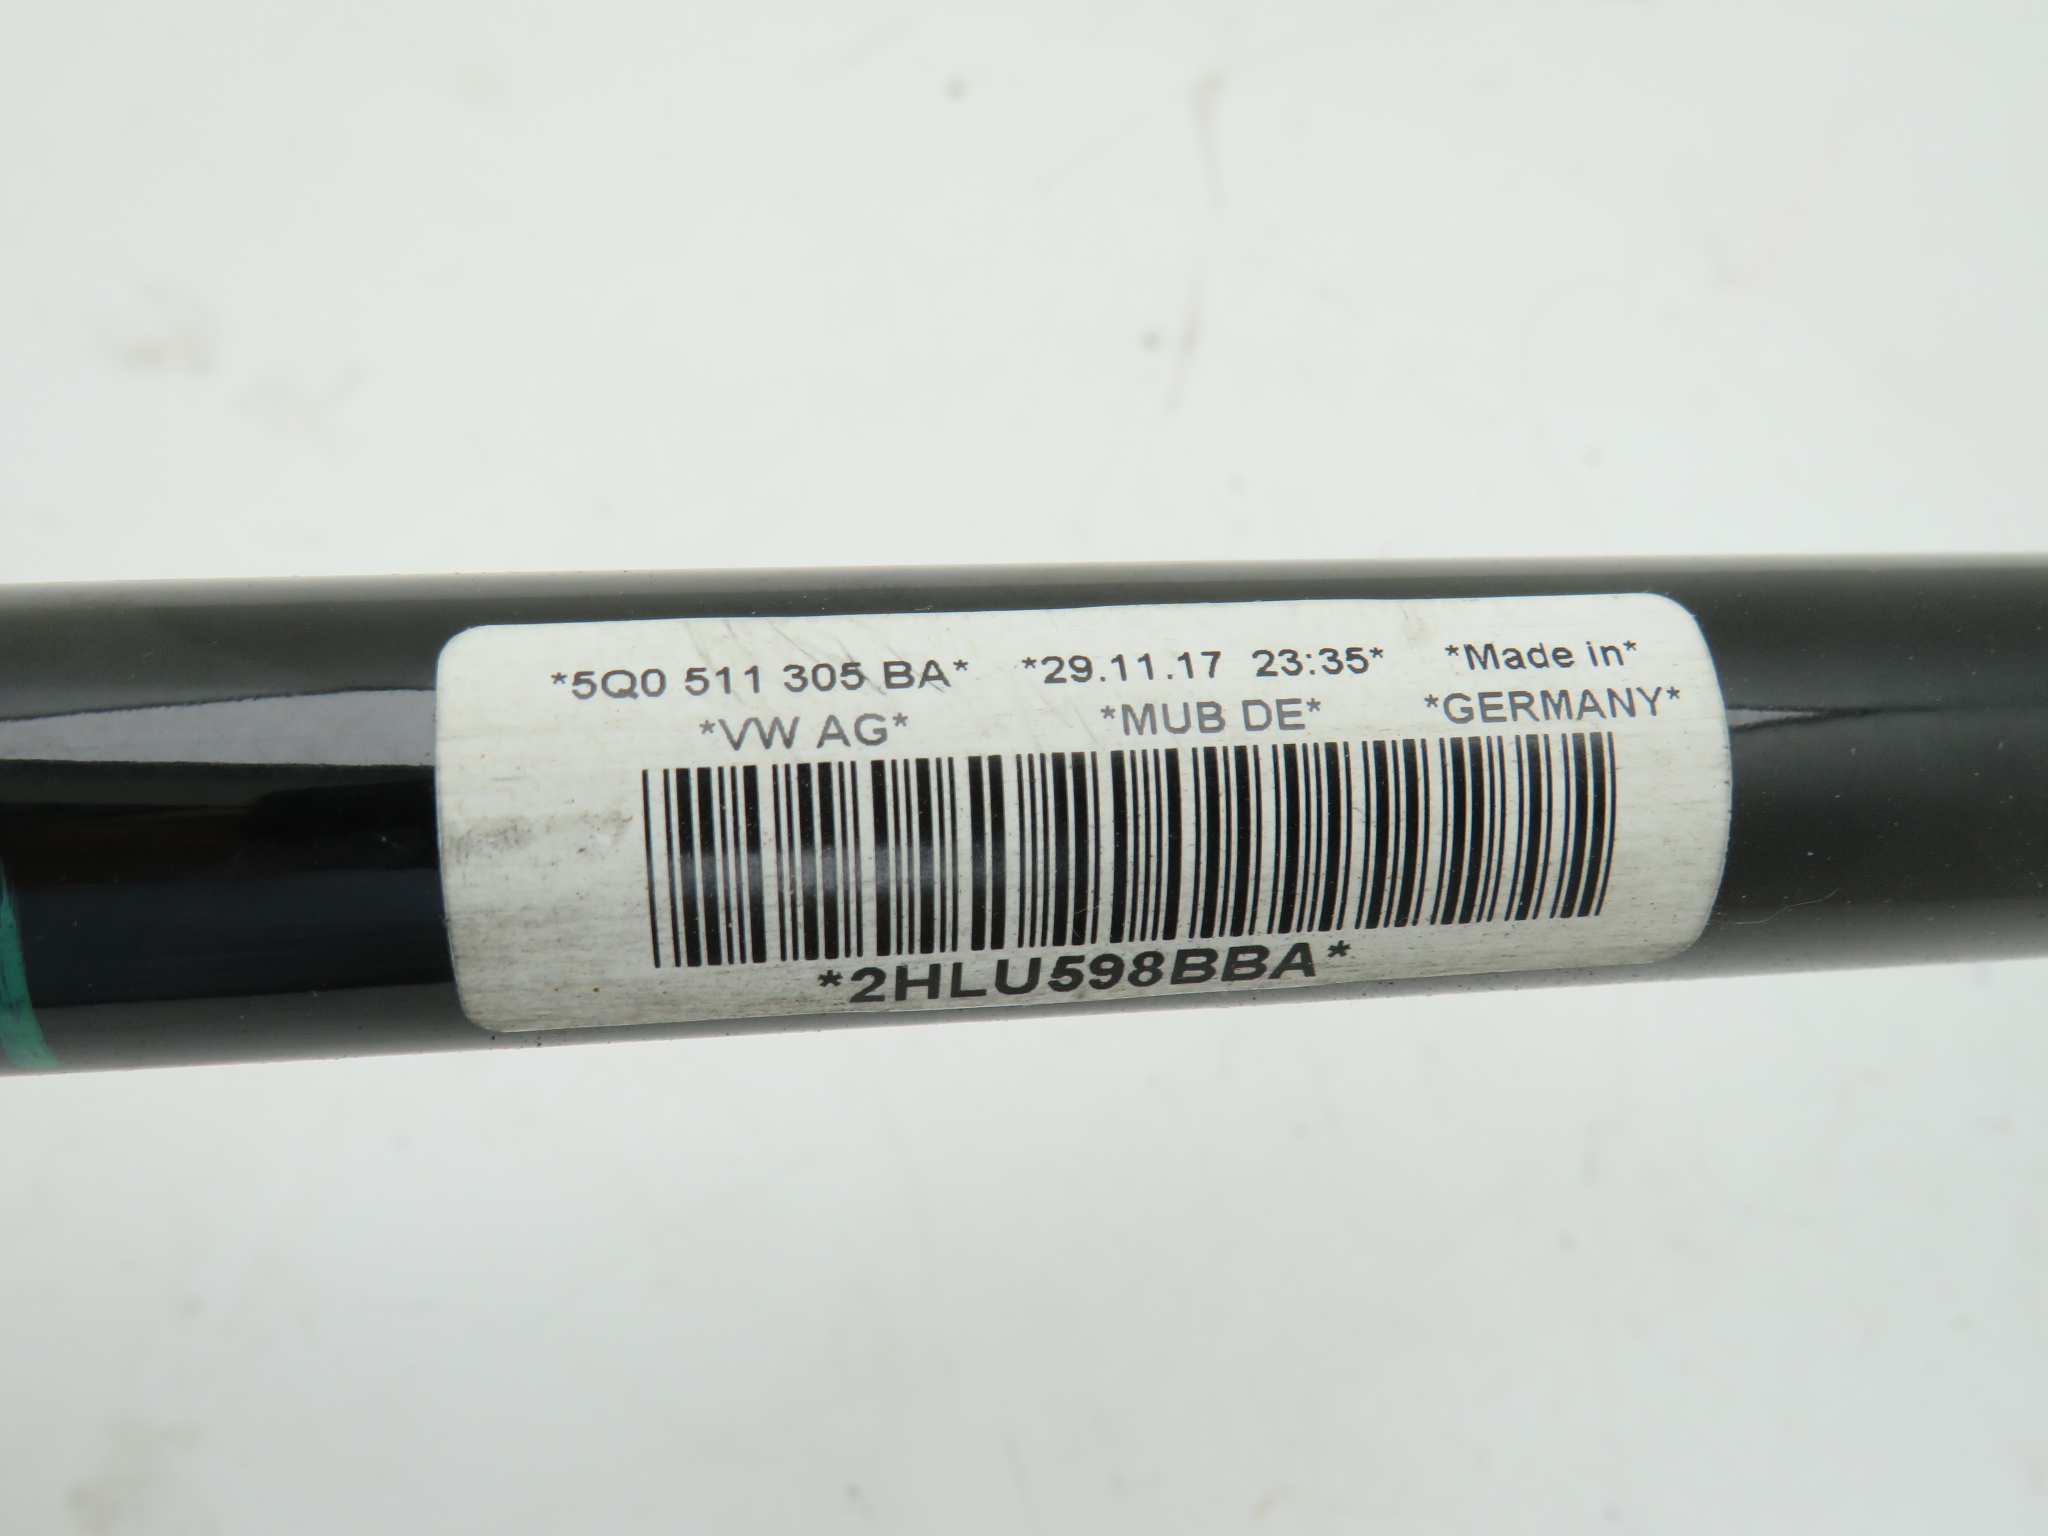 *5Q0 511 305 BA* *29.11.17 23:35* *Made in*
*VW AG* *MUB DE* *GERMANY*
*2HLU598BBA*